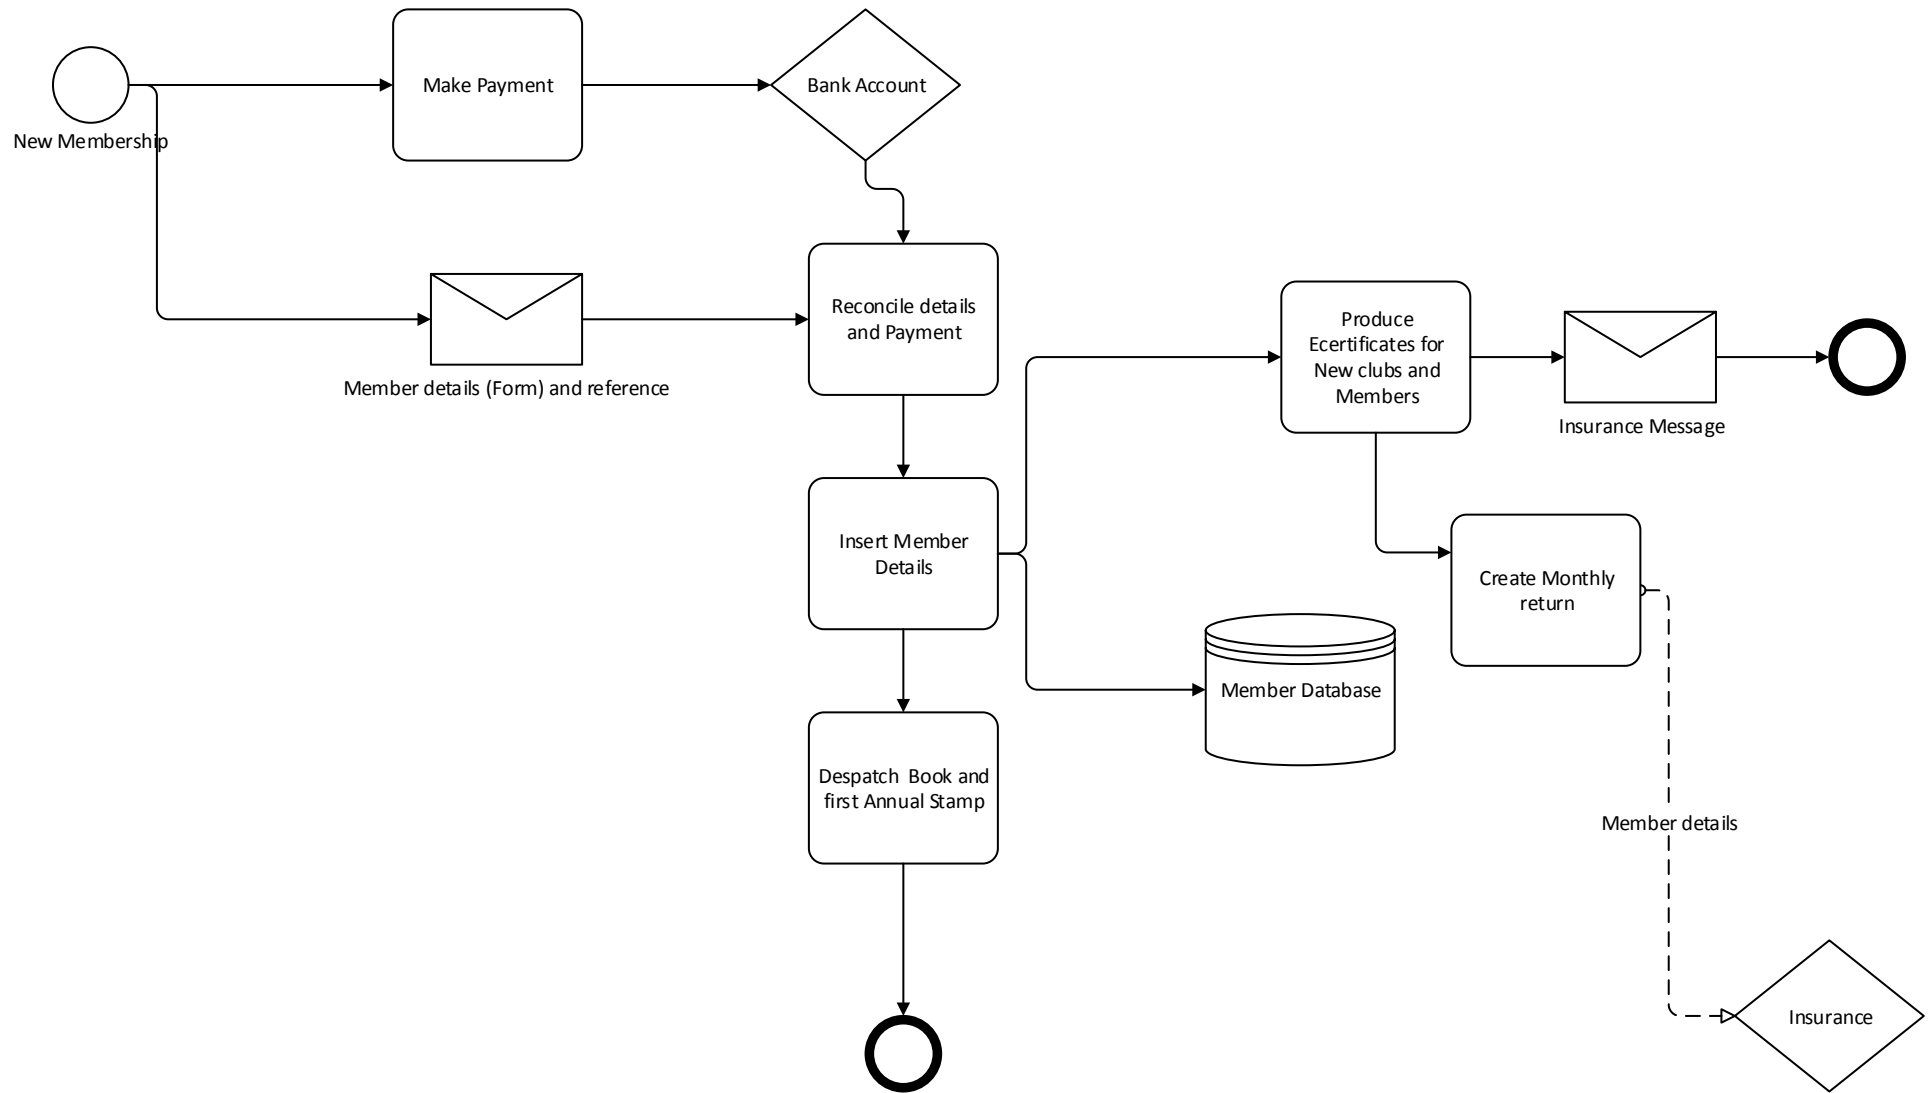 Make Payment
Bank Account
New Membership
Reconcile details
and Payment
Member details (Form) and reference
Produce
Ecertificates for
New clubs and
Members
Insurance Message
Insert Member
Details
Create Monthly
return
Member Database
Despatch  Book and
first Annual Stamp
Member details
Insurance